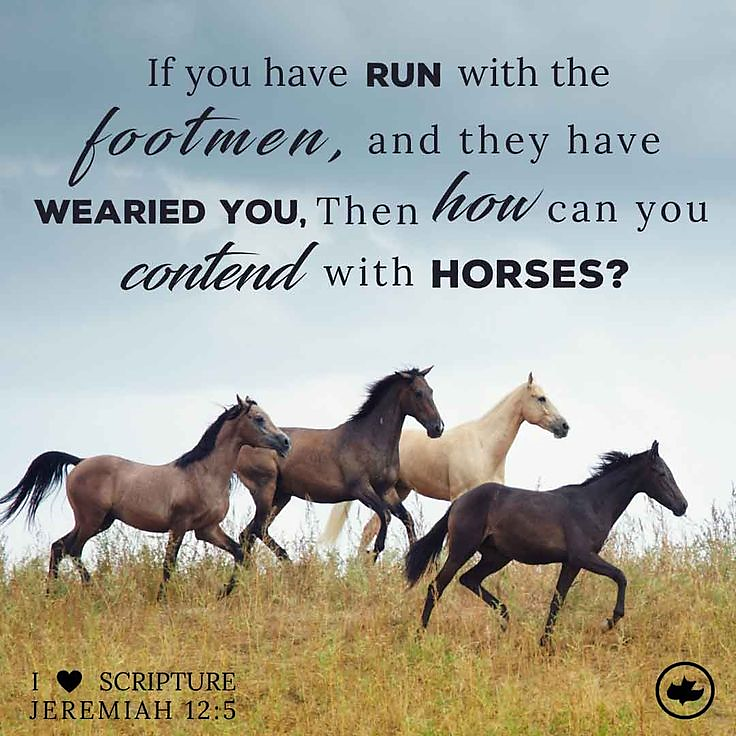 If you have RUN with the
footmen, and they have
WEARIED YOU, Then how can you
contend with HORSES?
I ♥ SCRIPTURE
JEREMIAH 12:5